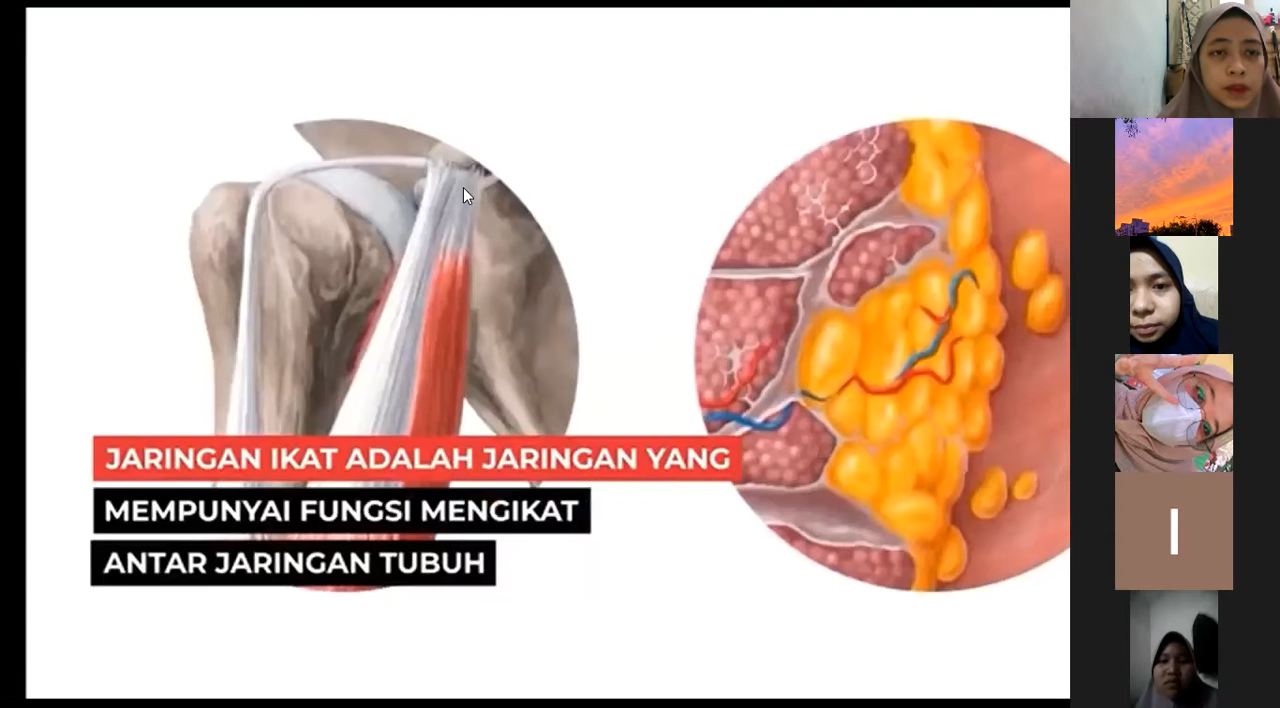 JARINGAN IKAT ADALAH JARINGAN YANG
MEMPUNYAI FUNGSI MENGIKAT
ANTAR JARINGAN TUBUH
I